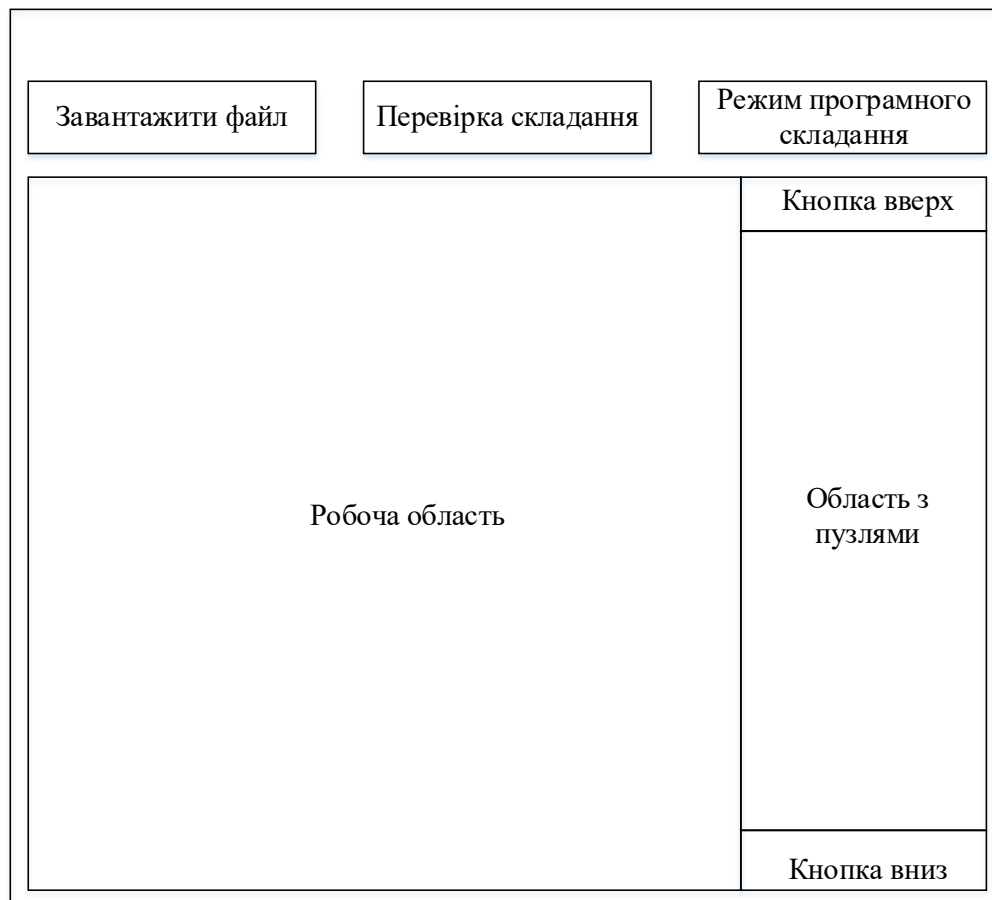 Завантажити файл
Перевірка складання
Режим програмного
складання
Кнопка вверх
Робоча область
Область з
пузлями
Кнопка вниз